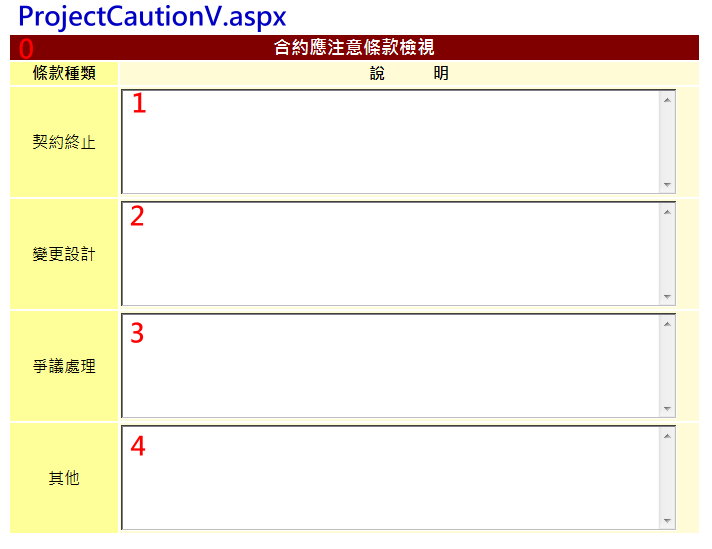 ProjectCautionV.aspx
0 合約應注意條款檢視
條款種類 說 明
契約終止 1
變更設計 2
爭議處理 3
其他 4